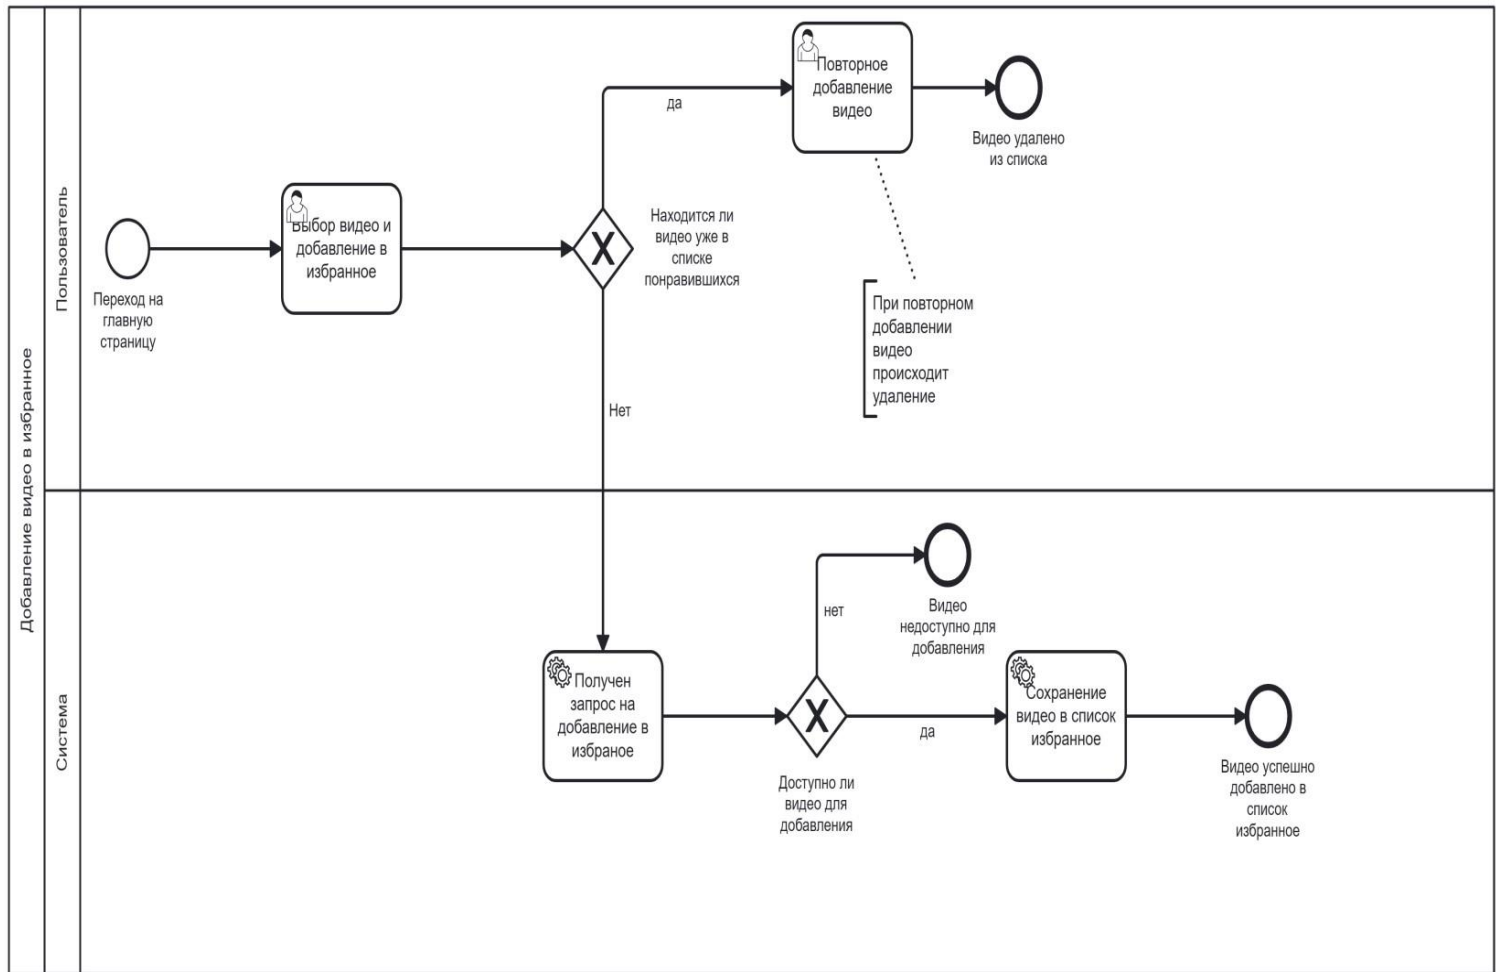 Добавление видео в избранное
Пользователь
Переход на
главную
страницу
Выбор видео и
добавление в
избранное
Находится ли
видео уже в
списке
понравившихся
да
Нет
Повторное
добавление
видео
Видео удалено
из списка
При повторном
добавлении
видео
происходит
удаление
Система
Получен
запрос на
добавление в
избраное
Доступно ли
видео для
добавления
нет
Видео
недоступно для
добавления
да
Сохранение
видео в список
избранное
Видео успешно
добавлено в
список
избранное